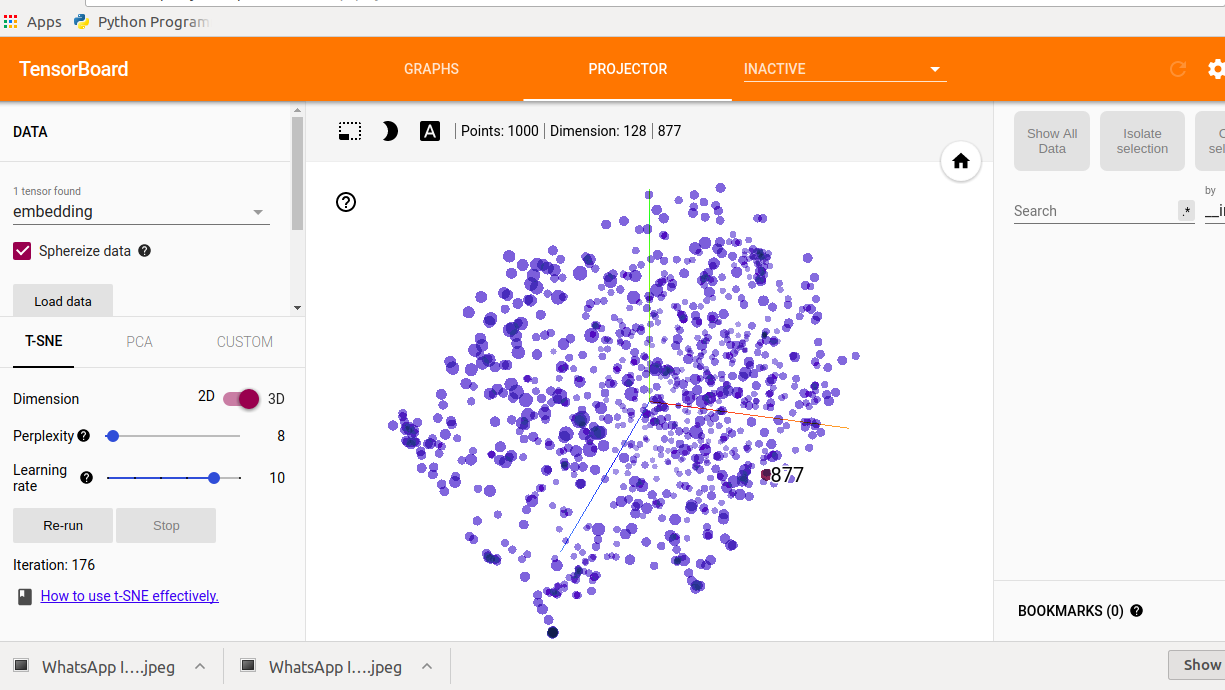 Apps Python Program
TensorBoard GRAPHS PROJECTOR INACTIVE
DATA
1 tensor found
embedding
Sphereize data
Load data
T-SNE PCA CUSTOM
Dimension 2D 3D
Perplexity 8
Learning rate 10
Re-run Stop
Iteration: 176
How to use t-SNE effectively.
A Points: 1000 Dimension: 128 877
877
Show All Data
Isolate selection
Search .* by
BOOKMARKS (0)
WhatsApp I....jpeg WhatsApp I....jpeg Show